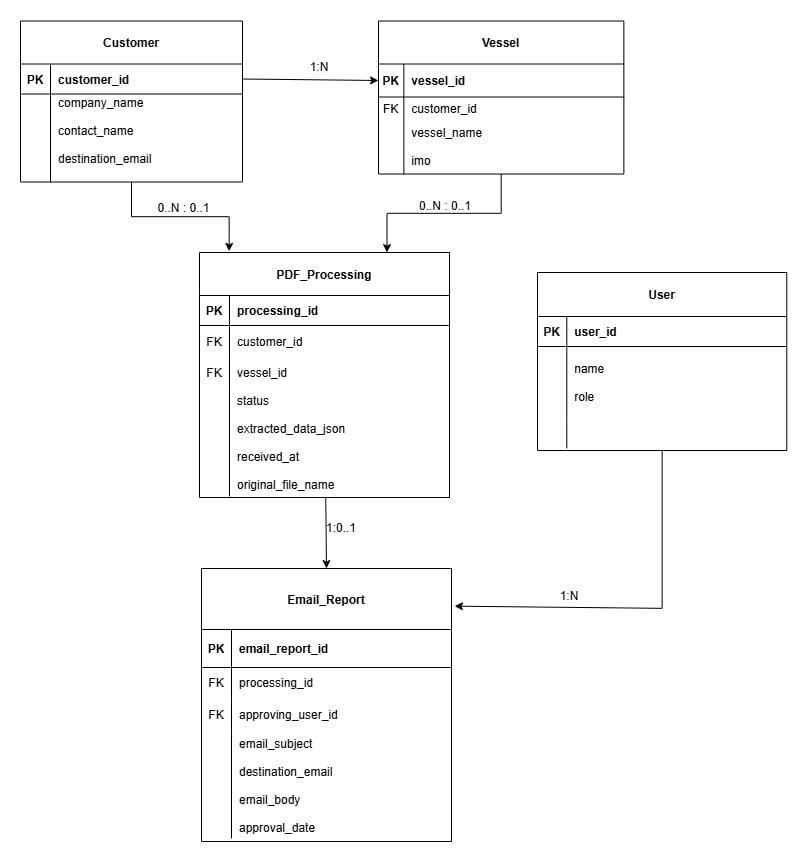 Customer
PK customer_id
company_name
contact_name
destination_email
1:N
Vessel
PK vessel_id
FK customer_id
vessel_name
imo
0..N : 0..1
0..N : 0..1
PDF_Processing
PK processing_id
FK customer_id
FK vessel_id
status
extracted_data_json
received_at
original_file_name
User
PK user_id
name
role
1:0..1
1:N
Email_Report
PK email_report_id
FK processing_id
FK approving_user_id
email_subject
destination_email
email_body
approval_date